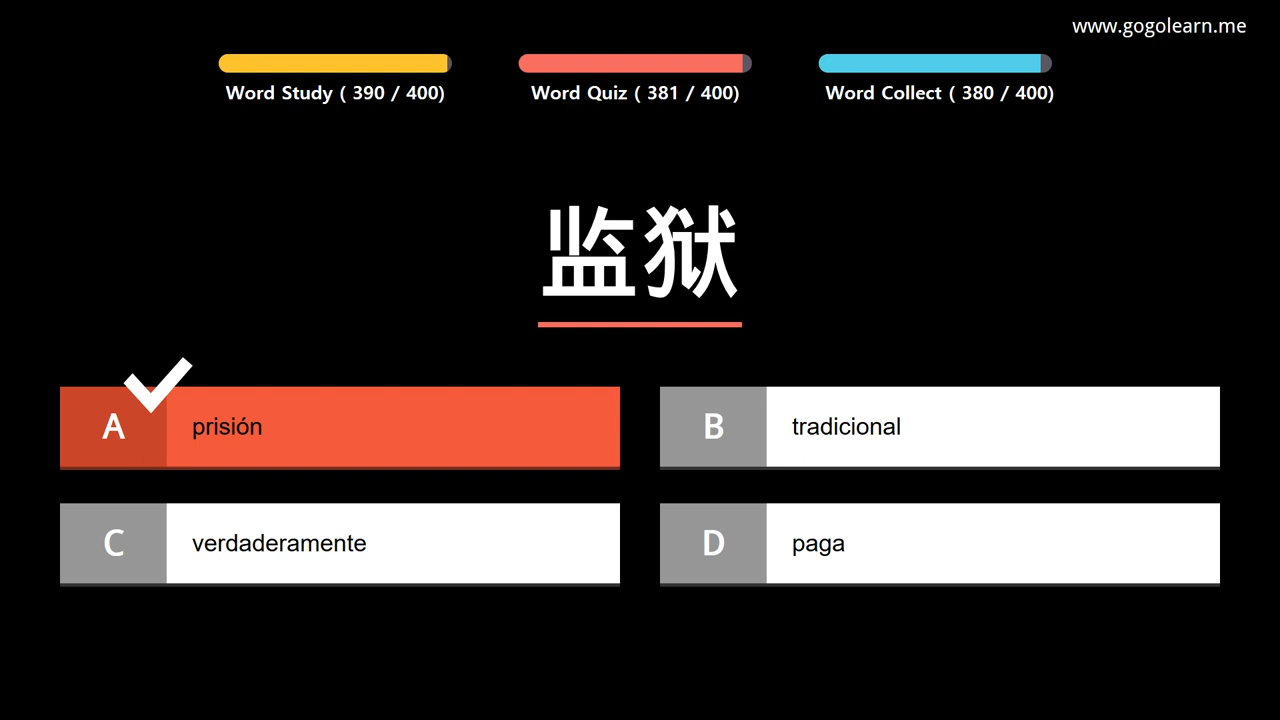 www.gogolearn.me
Word Study ( 390 / 400)
Word Quiz ( 381 / 400)
Word Collect ( 380 / 400)
监狱
A prisión
B tradicional
C verdaderamente
D paga